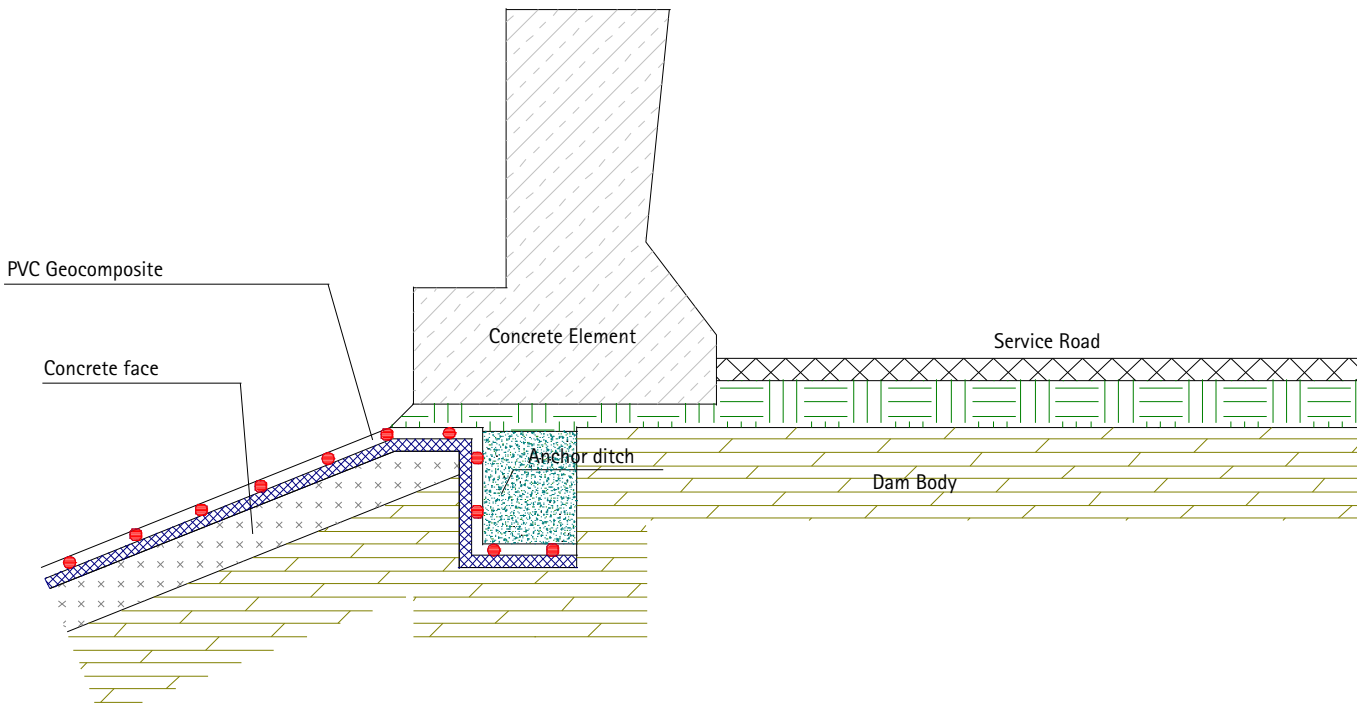 PVC Geocomposite
Concrete Element
Service Road
Concrete face
Anchor ditch
Dam Body